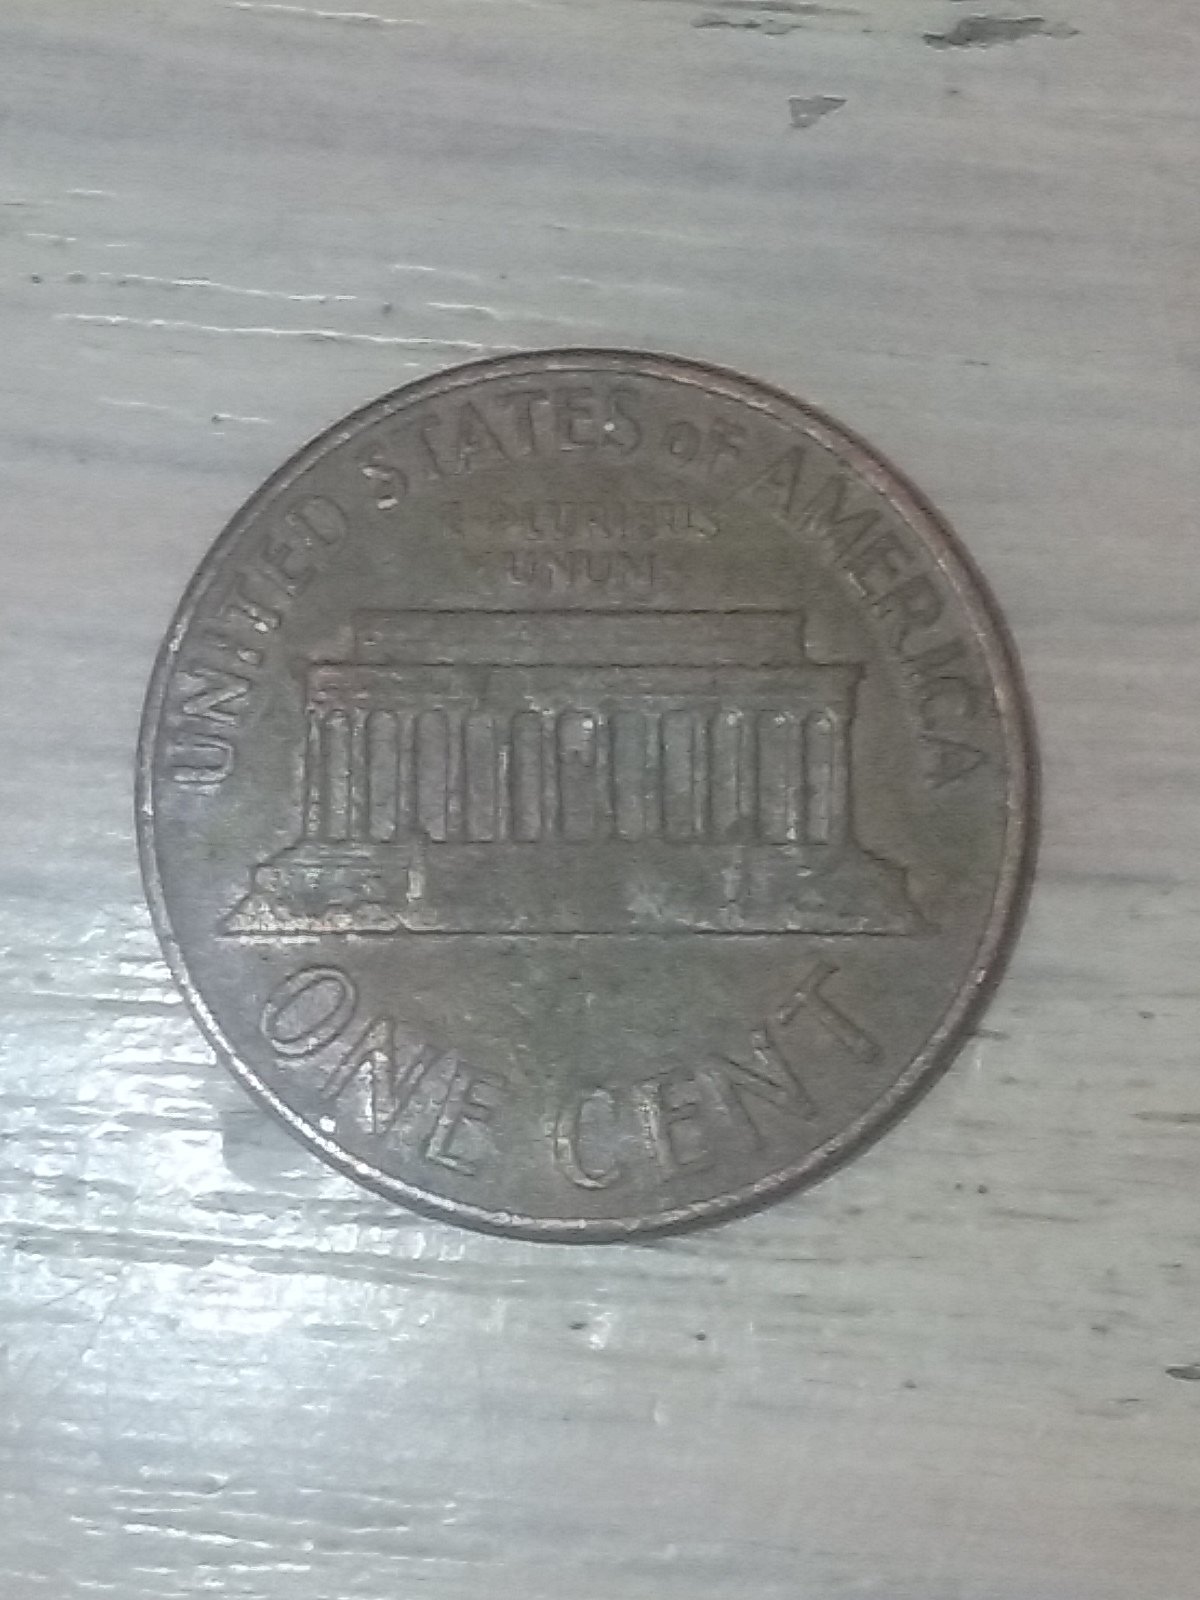 UNITED STATES OF AMERICA
E PLURIBUS
UNUM
ONE CENT